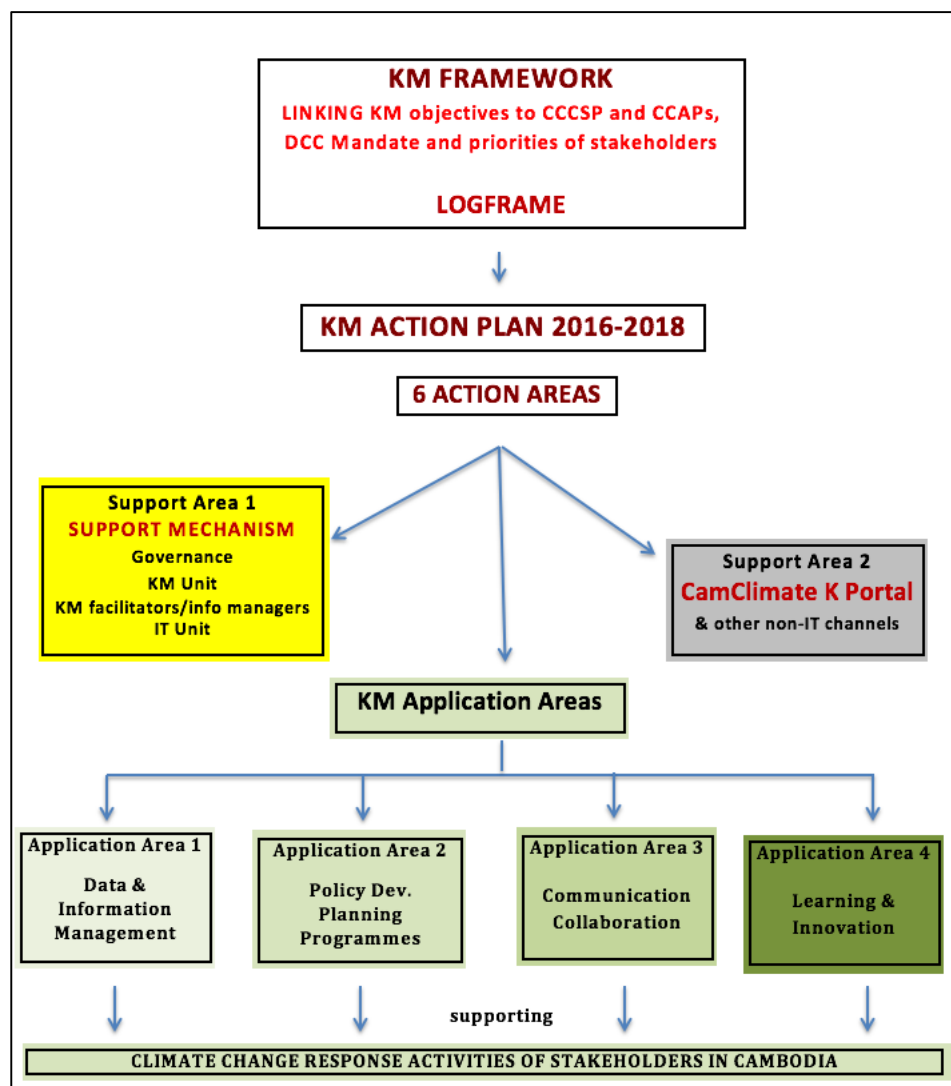 KM FRAMEWORK
LINKING KM objectives to CCCSP and CCAPs,
DCC Mandate and priorities of stakeholders
LOGFRAME
KM ACTION PLAN 2016-2018
6 ACTION AREAS
Support Area 1
SUPPORT MECHANISM
Governance
KM Unit
KM facilitators/info managers
IT Unit
Support Area 2
CamClimate K Portal
& other non-IT channels
KM Application Areas
Application Area 1
Data &
Information
Management
Application Area 2
Policy Dev.
Planning
Programmes
Application Area 3
Communication
Collaboration
Application Area 4
Learning &
Innovation
supporting
CLIMATE CHANGE RESPONSE ACTIVITIES OF STAKEHOLDERS IN CAMBODIA